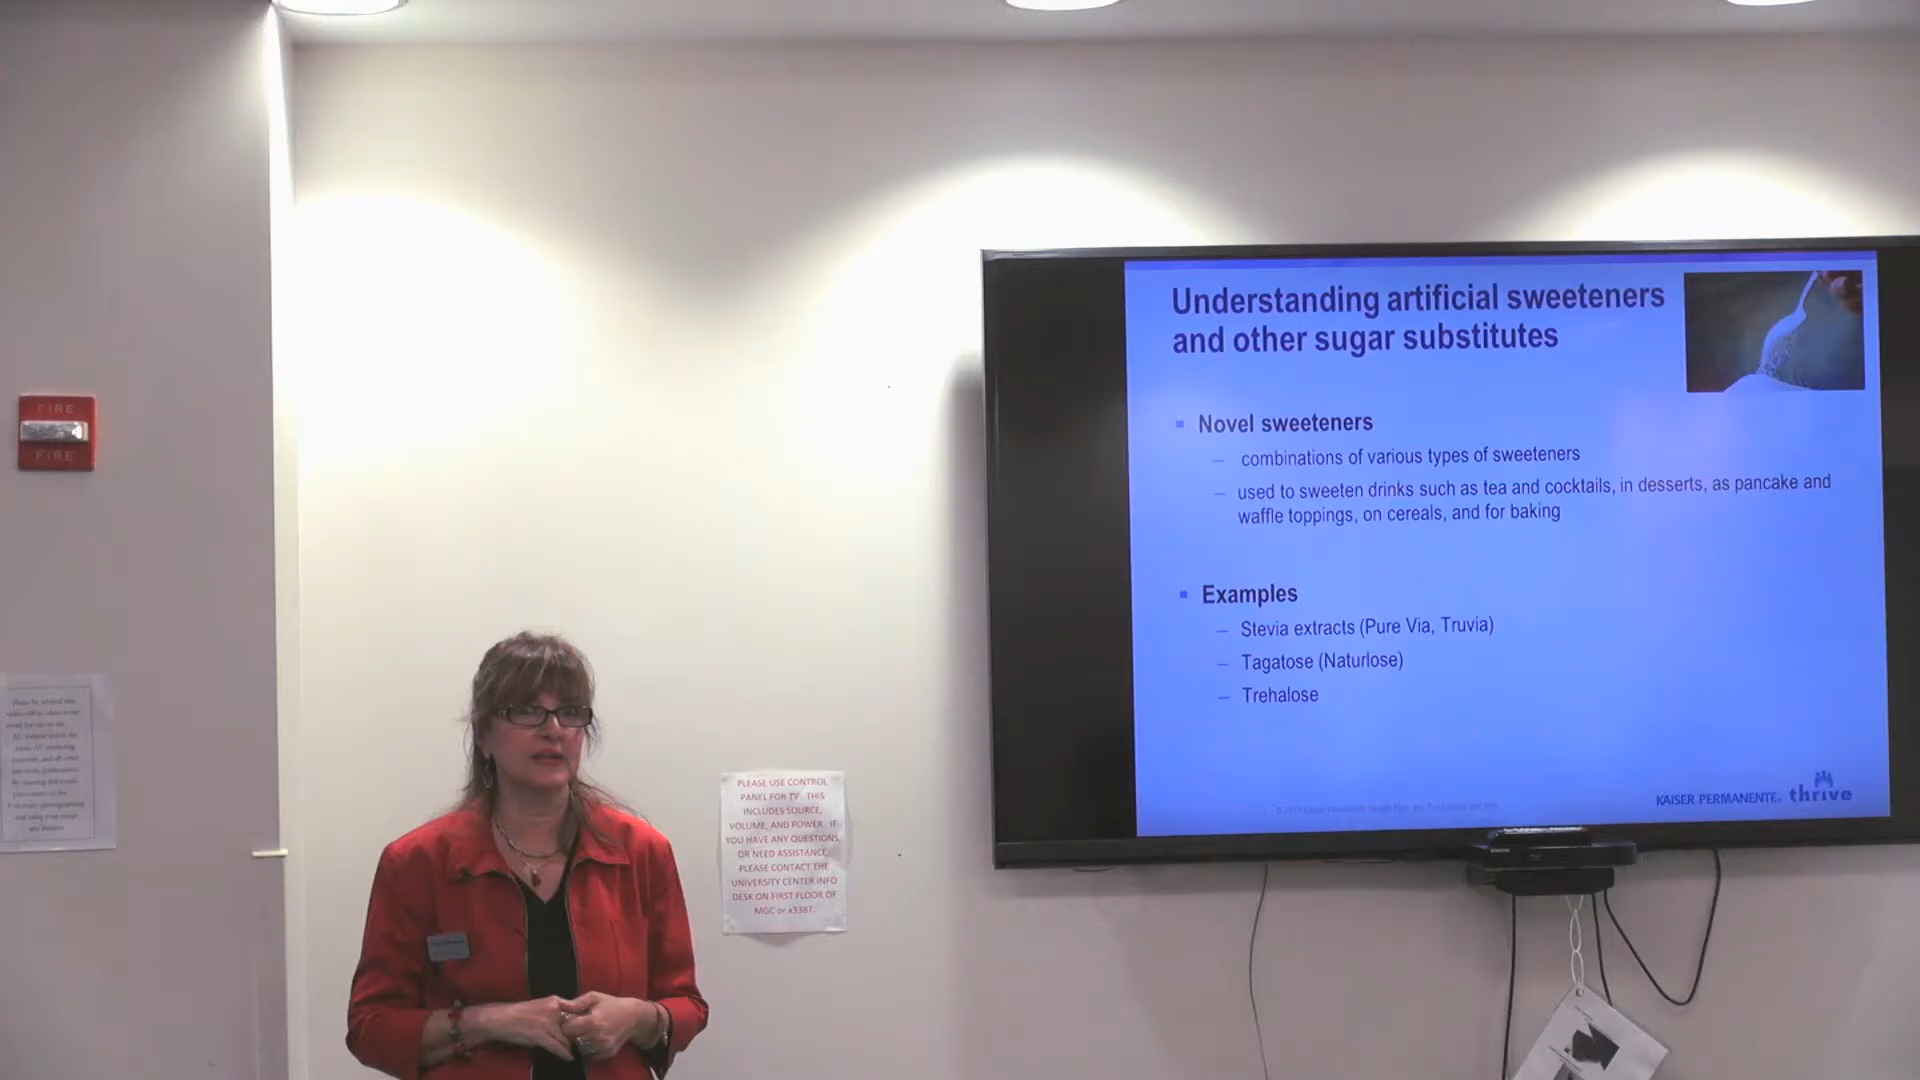 FIRE
FIRE
PLEASE USE CONTROL
PANEL FOR TV. THIS
INCLUDES SOURCE,
VOLUME, AND POWER. IF
YOU HAVE ANY QUESTIONS
OR NEED ASSISTANCE,
PLEASE CONTACT THE
UNIVERSITY CENTER INFO
DESK ON FIRST FLOOR OF
MGC or x3387.
Understanding artificial sweeteners
and other sugar substitutes
Novel sweeteners
– combinations of various types of sweeteners
– used to sweeten drinks such as tea and cocktails, in desserts, as pancake and
waffle toppings, on cereals, and for baking
Examples
– Stevia extracts (Pure Via, Truvia)
– Tagatose (Naturlose)
– Trehalose
KAISER PERMANENTE. thrive